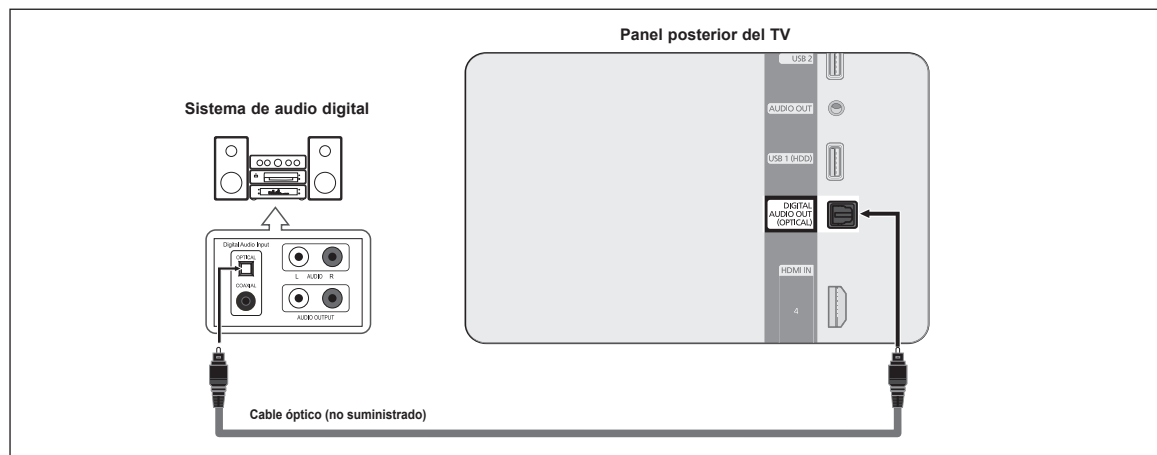 Panel posterior del TV
USB 2
AUDIO OUT
USB 1 (HDD)
DIGITAL
AUDIO OUT
(OPTICAL)
HDMI IN
4
Sistema de audio digital
Digital Audio Input
OPTICAL
COAXIAL
L AUDIO R
AUDIO OUTPUT
Cable óptico (no suministrado)